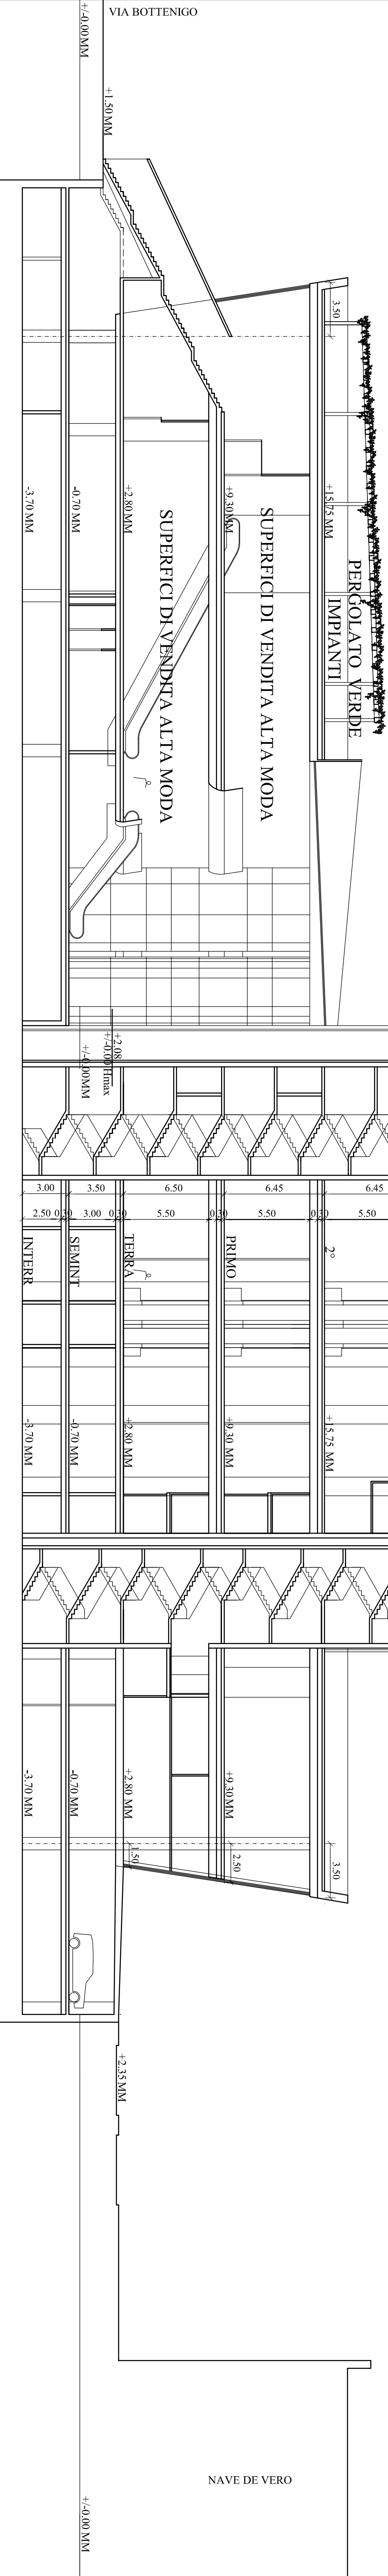 VIA BOTTENIGO
+/-0.00 MM
+1.50 MM
3.50
-3.70 MM
-0.70 MM
+2.80 MM
+9.30 MM
+15.75 MM
SUPERFICI DI VENDITA ALTA MODA
SUPERFICI DI VENDITA ALTA MODA
PERGOLATO VERDE
IMPIANTI
+2.08
+/-0.00 Hmax
+/-0.00 MM
3.00
3.50
6.50
6.45
6.45
2.50
0.30
3.00
0.30
5.50
0.30
5.50
0.30
5.50
INTERR
SEMINT
TERRA
PRIMO
2°
-3.70 MM
-0.70 MM
+2.80 MM
+9.30 MM
+15.75 MM
-3.70 MM
-0.70 MM
+2.80 MM
+9.30 MM
1.50
2.50
3.50
+2.35 MM
NAVE DE VERO
+/-0.00 MM